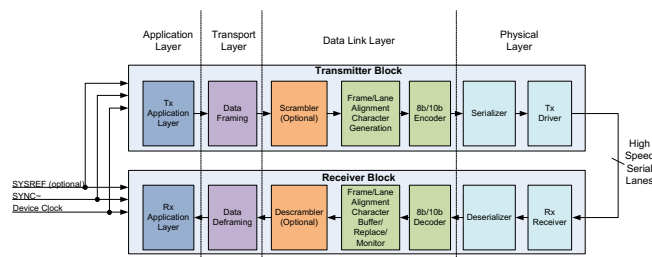 Application
Layer
Transport
Layer
Data Link Layer
Physical
Layer
Transmitter Block
Tx
Application
Layer
Data
Framing
Scrambler
(Optional)
Frame/Lane
Alignment
Character
Generation
8b/10b
Encoder
Serializer
Tx
Driver
High
Speed
Serial
Lanes
SYSREF (optional)
SYNC~
Device Clock
Receiver Block
Rx
Application
Layer
Data
Deframing
Descrambler
(Optional)
Frame/Lane
Alignment
Character
Buffer/
Replace/
Monitor
8b/10b
Decoder
Deserializer
Rx
Receiver